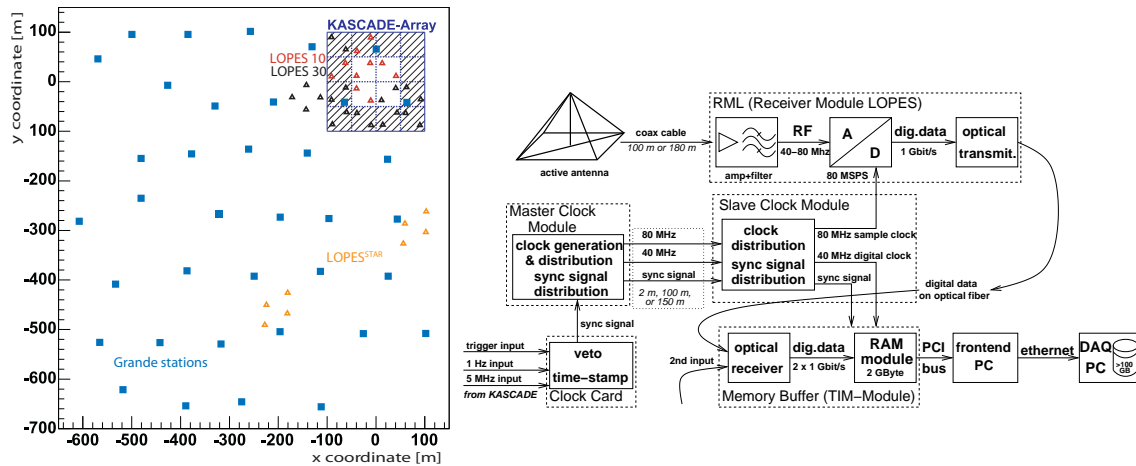 y coordinate [m]
100
0
-100
-200
-300
-400
-500
-600
-700
-600
-500
-400
-300
-200
-100
0
100
x coordinate [m]
KASCADE-Array
LOPES 10
LOPES 30
LOPES STAR
Grande stations
RML (Receiver Module LOPES)
active antenna
coax cable
100 m or 180 m
amp+filter
RF
40–80 Mhz
A
D
80 MSPS
dig.data
1 Gbit/s
optical
transmit.
Master Clock
Module
clock generation
& distribution
sync signal
distribution
80 MHz
40 MHz
sync signal
2 m, 100 m,
or 150 m
Slave Clock Module
clock
distribution
sync signal
distribution
80 MHz sample clock
40 MHz digital clock
sync signal
digital data
on optical fiber
sync signal
trigger input
1 Hz input
5 MHz input
from KASCADE
veto
time–stamp
Clock Card
2nd input
optical
receiver
dig.data
2 x 1 Gbit/s
RAM
module
2 GByte
Memory Buffer (TIM–Module)
PCI
bus
frontend
PC
ethernet
DAQ
PC
>100
GB